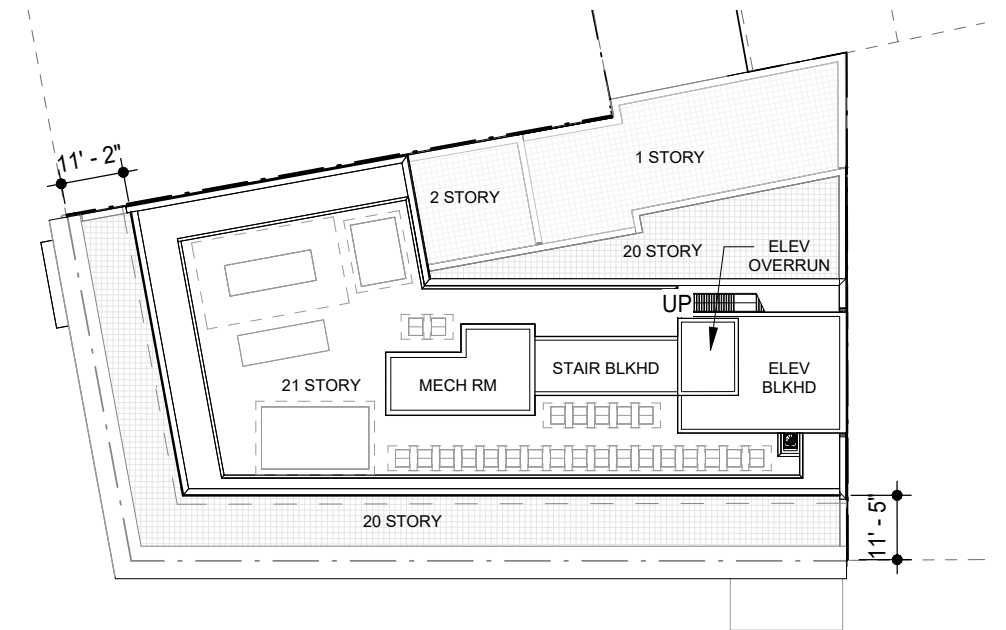 11' - 2"
1 STORY
2 STORY
20 STORY
ELEV
OVERRUN
UP
STAIR BLKHD
ELEV
BLKHD
21 STORY
MECH RM
20 STORY
11' - 5"